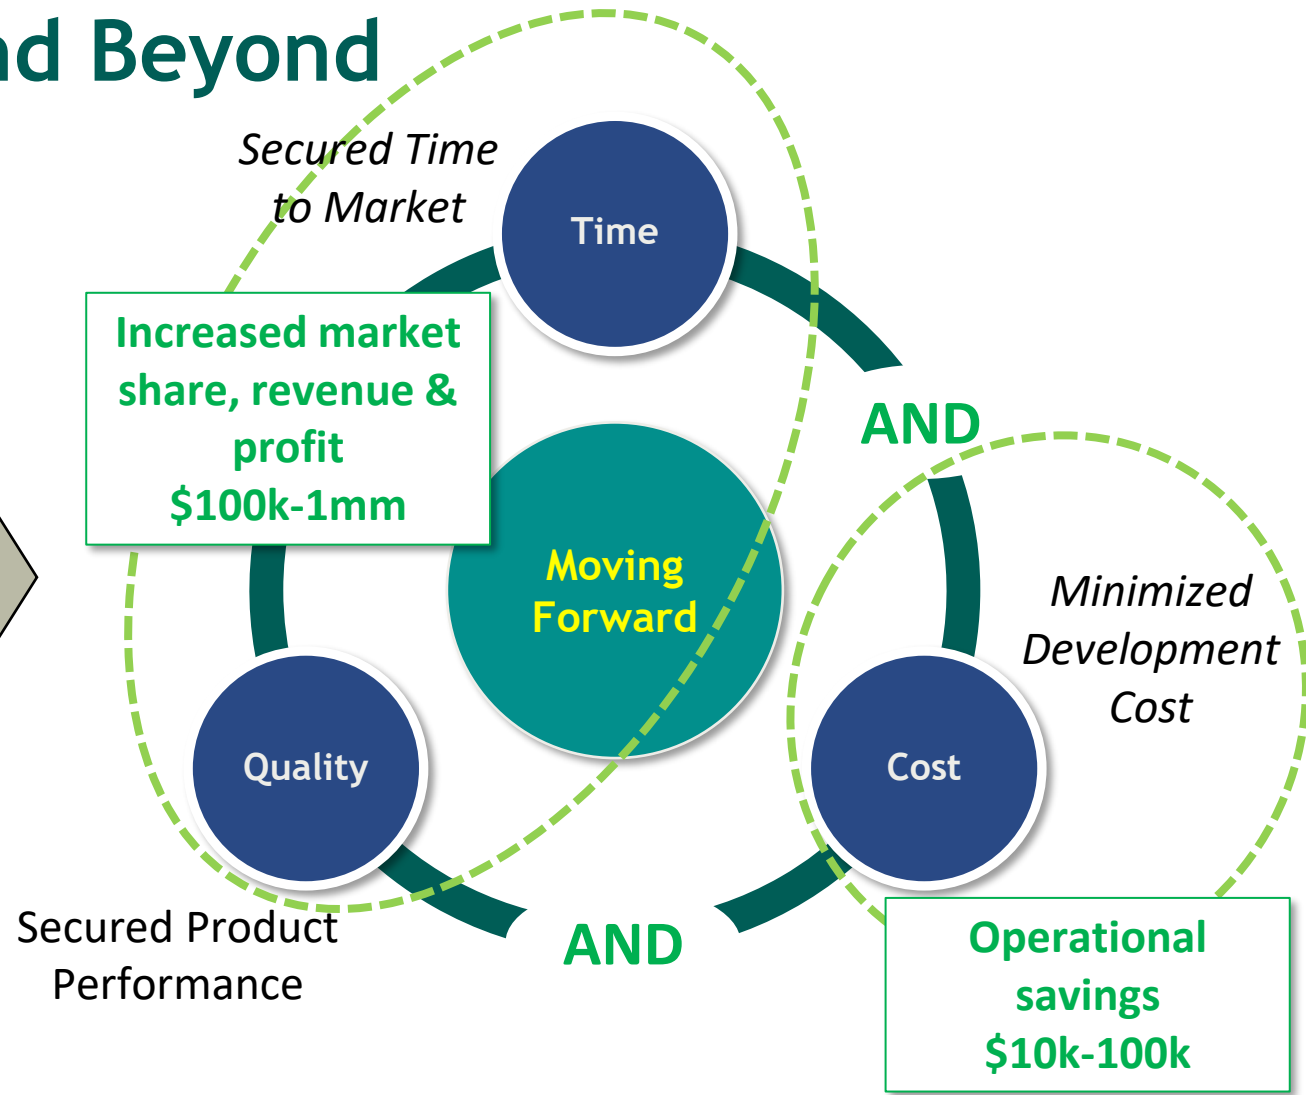 nd Beyond
Secured Time
to Market
Time
Increased market
share, revenue &
profit
$100k-1mm
AND
Moving
Forward
Minimized
Development
Cost
Quality
Cost
Secured Product
Performance
AND
Operational
savings
$10k-100k